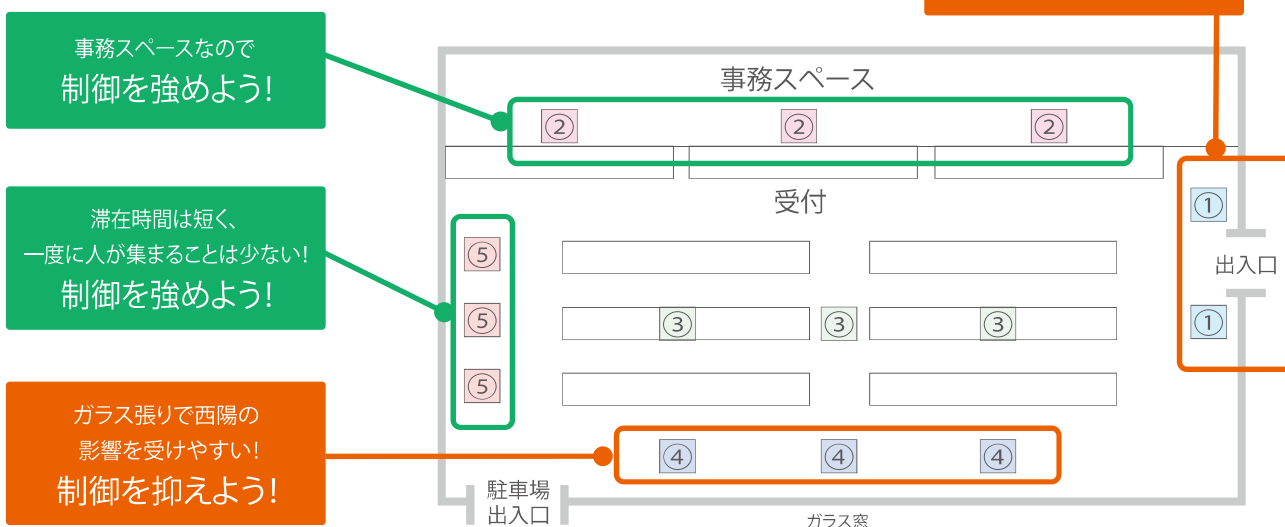 事務スペースなので
制御を強めよう!
滞在時間は短く、
一度に人が集まることは少ない!
制御を強めよう!
ガラス張りで西陽の
影響を受けやすい!
制御を抑えよう!
事務スペース
② ② ②
受付
①
⑤
出入口
⑤ ③ ③ ③ ①
⑤
④ ④ ④
駐車場
出入口
ガラス窓